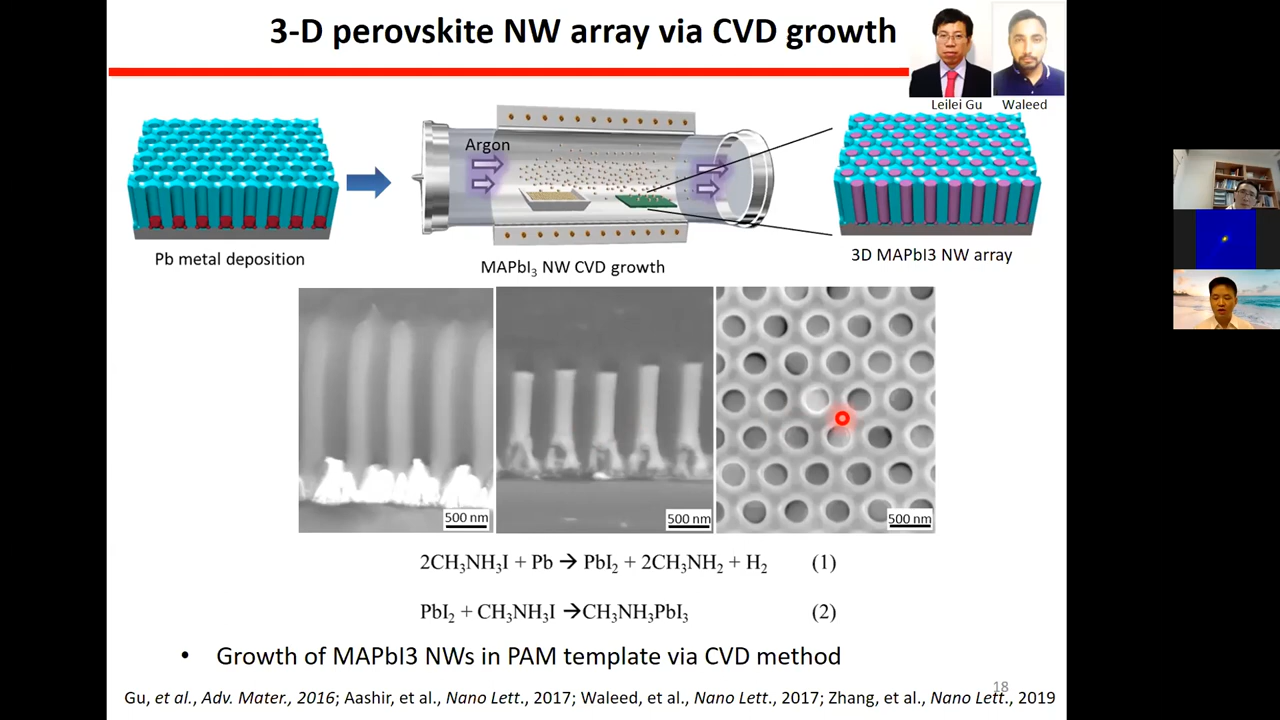 3-D perovskite NW array via CVD growth
Leilei Gu
Waleed
Argon
Pb metal deposition
MAPbI₃ NW CVD growth
3D MAPbI3 NW array
500 nm
500 nm
500 nm
2CH₃NH₃I + Pb → PbI₂ + 2CH₃NH₂ + H₂ (1)
PbI₂ + CH₃NH₃I →CH₃NH₃PbI₃ (2)
• Growth of MAPbI3 NWs in PAM template via CVD method
18
Gu, et al., Adv. Mater., 2016; Aashir, et al., Nano Lett., 2017; Waleed, et al., Nano Lett., 2017; Zhang, et al., Nano Lett., 2019